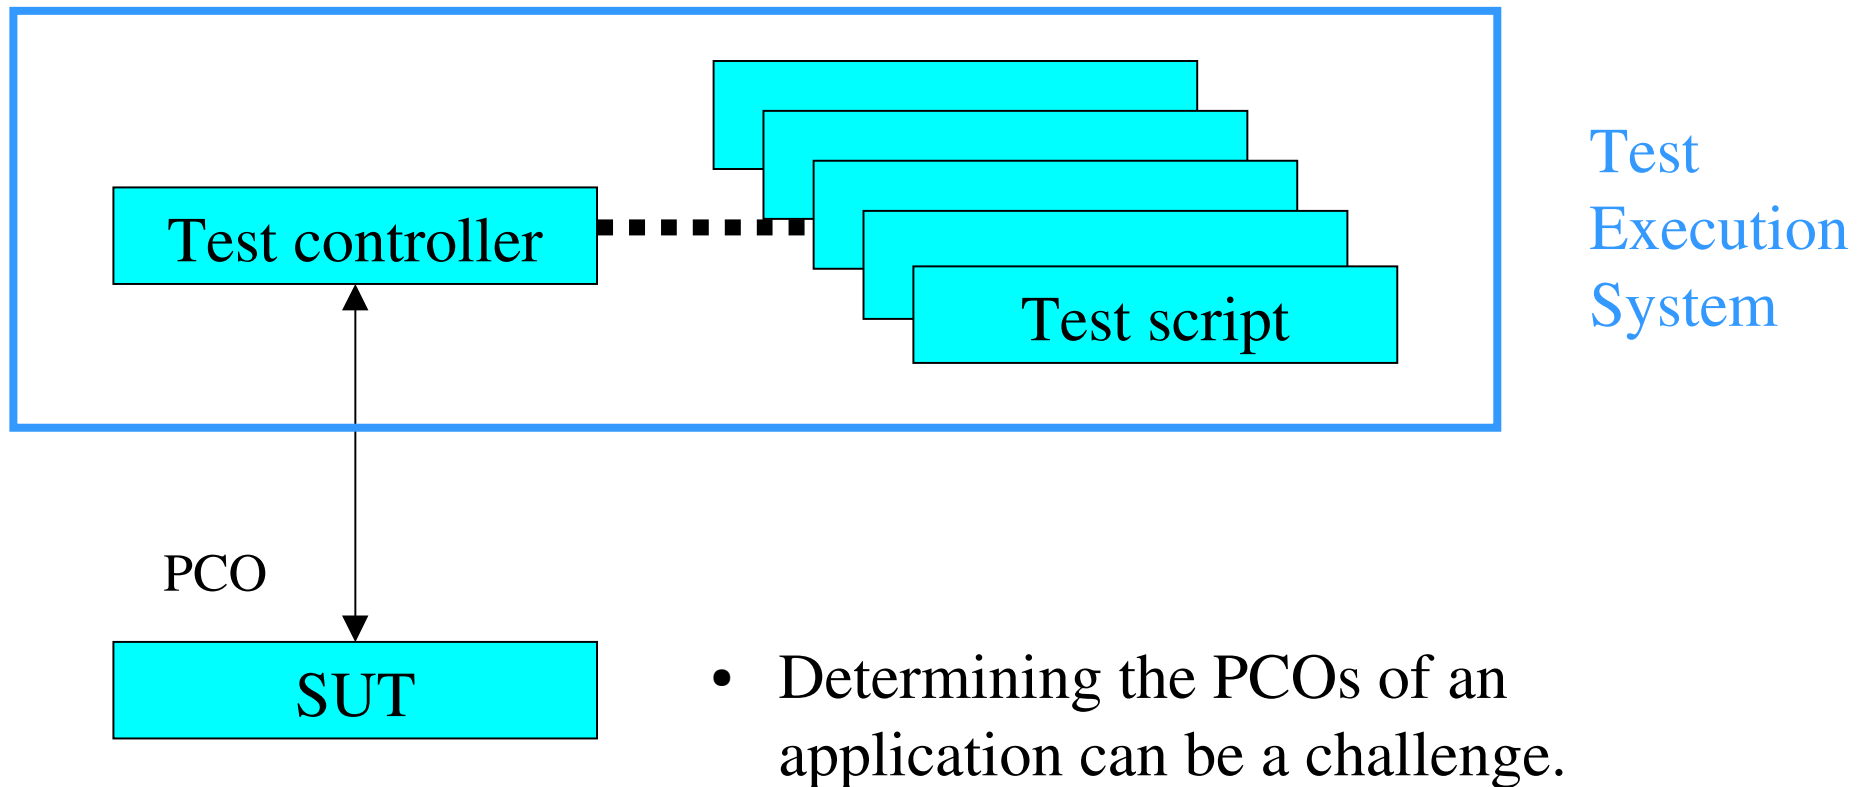 Test controller
Test script
Test
Execution
System
PCO
SUT
• Determining the PCOs of an
application can be a challenge.